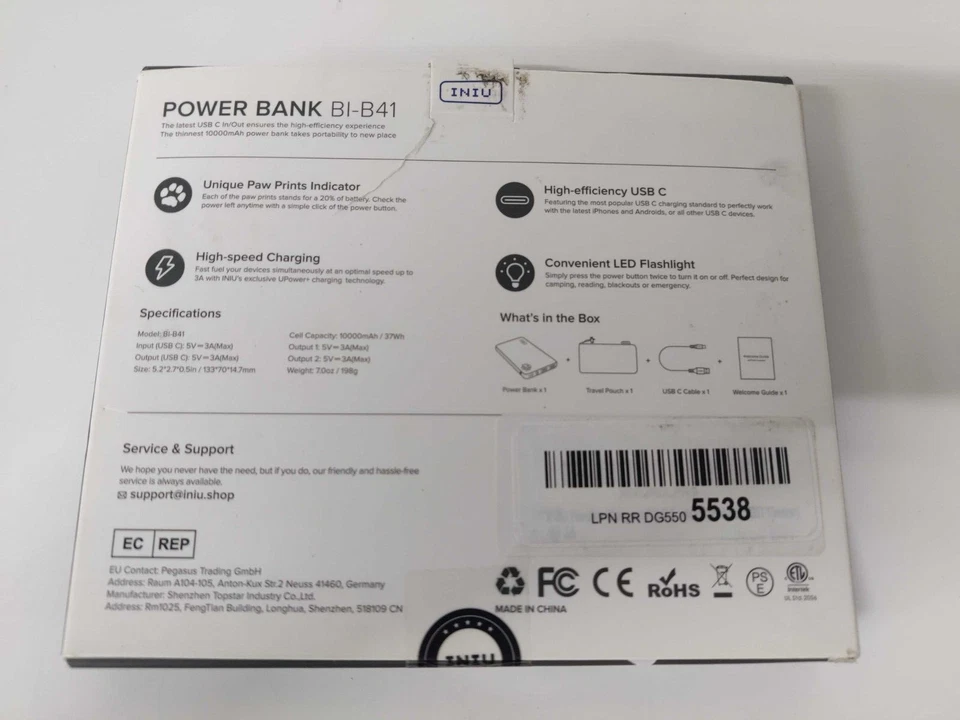 INIU
POWER BANK BI-B41
The latest USB C In/Out ensures the high-efficiency experience
The thinnest 10000mAh power bank takes portability to new place
Unique Paw Prints Indicator
Each of the paw prints stands for a 20% of battery. Check the
power left anytime with a simple click of the power button.
High-efficiency USB C
Featuring the most popular USB C charging standard to perfectly work
with the latest iPhones and Androids, or all other USB C devices.
High-speed Charging
Fast fuel your devices simultaneously at an optimal speed up to
3A with INIU's exclusive UPower+ charging technology.
Convenient LED Flashlight
Simply press the power button twice to turn it on or off. Perfect design for
camping, reading, blackouts or emergency.
Specifications
Model: BI-B41
Input (USB C): 5V⎓3A(Max)
Output (USB C): 5V⎓3A(Max)
Size: 5.2*2.7*0.5in / 133*70*14.7mm
Cell Capacity: 10000mAh / 37Wh
Output 1: 5V⎓3A(Max)
Output 2: 5V⎓3A(Max)
Weight: 7.0oz / 198g
What's in the Box
Power Bank x 1
Travel Pouch x 1
USB C Cable x 1
Welcome Guide x 1
Service & Support
We hope you never have the need, but if you do, our friendly and hassle-free
service is always available.
support@iniu.shop
LPN RR DG550 5538
EC REP
EU Contact: Pegasus Trading GmbH
Address: Raum A104-105, Anton-Kux Str.2 Neuss 41460, Germany
Manufacturer: Shenzhen Topstar Industry Co.,Ltd.
Address: Rm1025, FengTian Building, Longhua, Shenzhen, 518109 CN
FC CE RoHS PS E ETL
Intertek
MADE IN CHINA
INIU